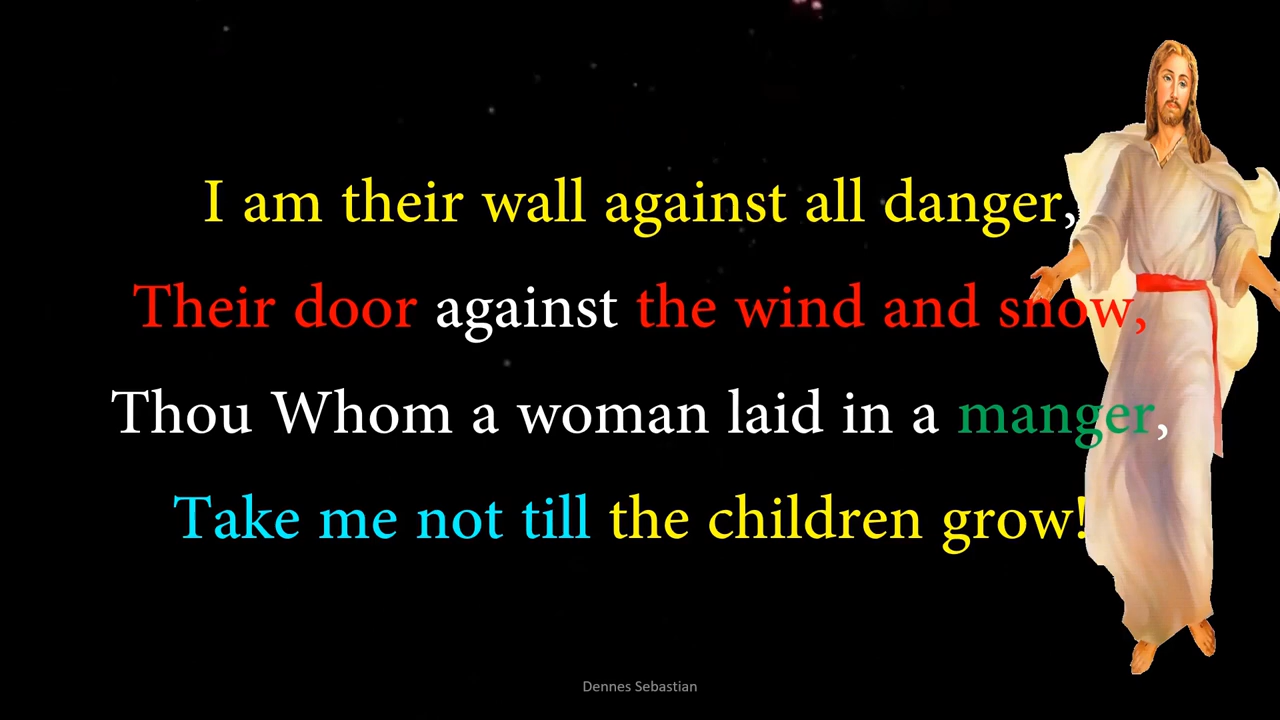 I am their wall against all danger,
Their door against the wind and snow,
Thou Whom a woman laid in a manger,
Take me not till the children grow!
Dennes Sebastian